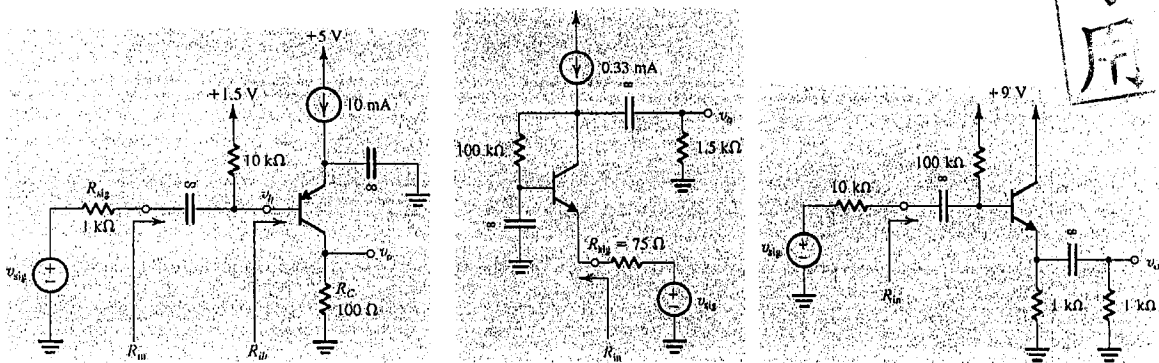 +5 V
10 mA
+1.5 V
10 kΩ
∞
R_sig
1 kΩ
∞
v_sig
v_o
R_C
100 Ω
R_in
R_ib
0.33 mA
∞
100 kΩ
1.5 kΩ
∞
R_sig = 75 Ω
v_sig
R_in
+9 V
100 kΩ
10 kΩ
∞
v_sig
R_in
∞
v_o
1 kΩ
1 kΩ